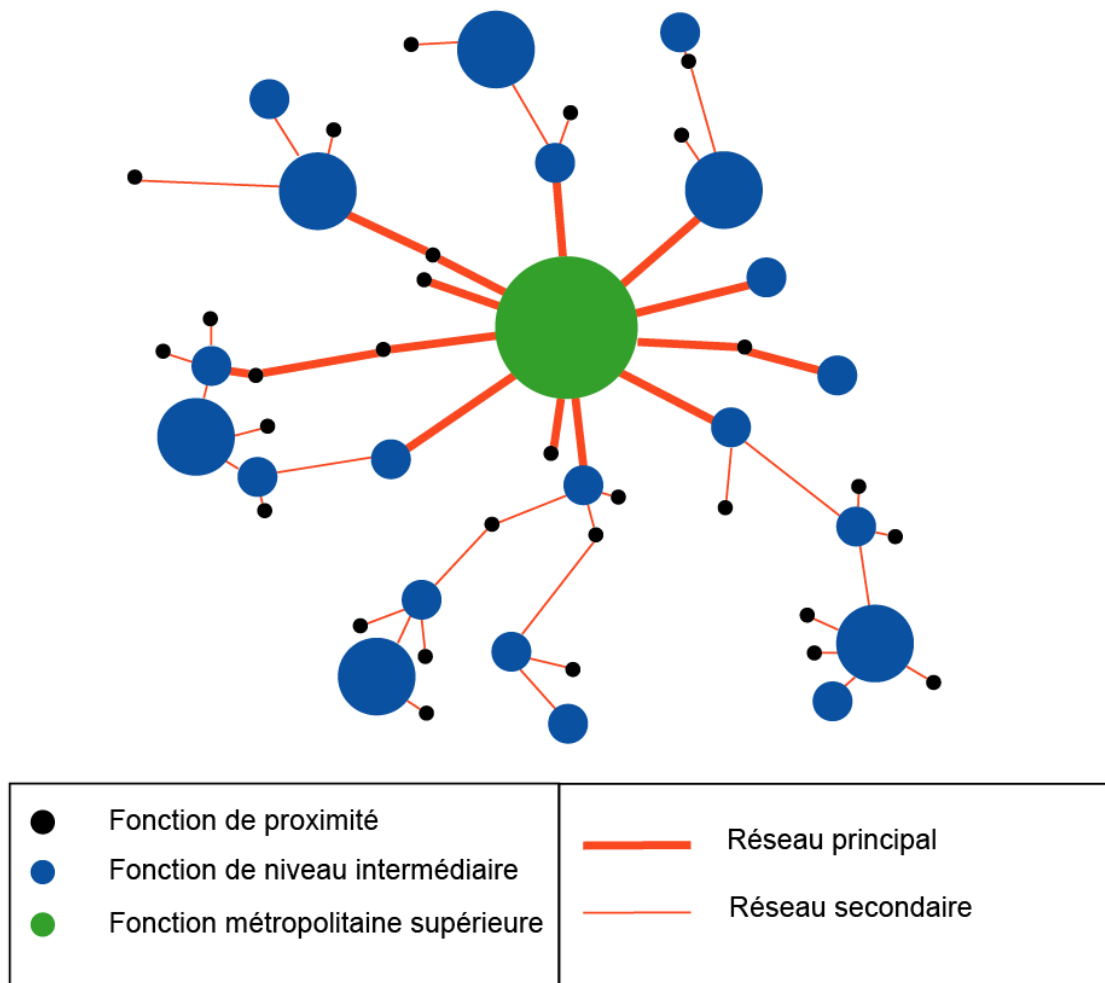 Fonction de proximité
Fonction de niveau intermédiaire
Fonction métropolitaine supérieure
Réseau principal
Réseau secondaire